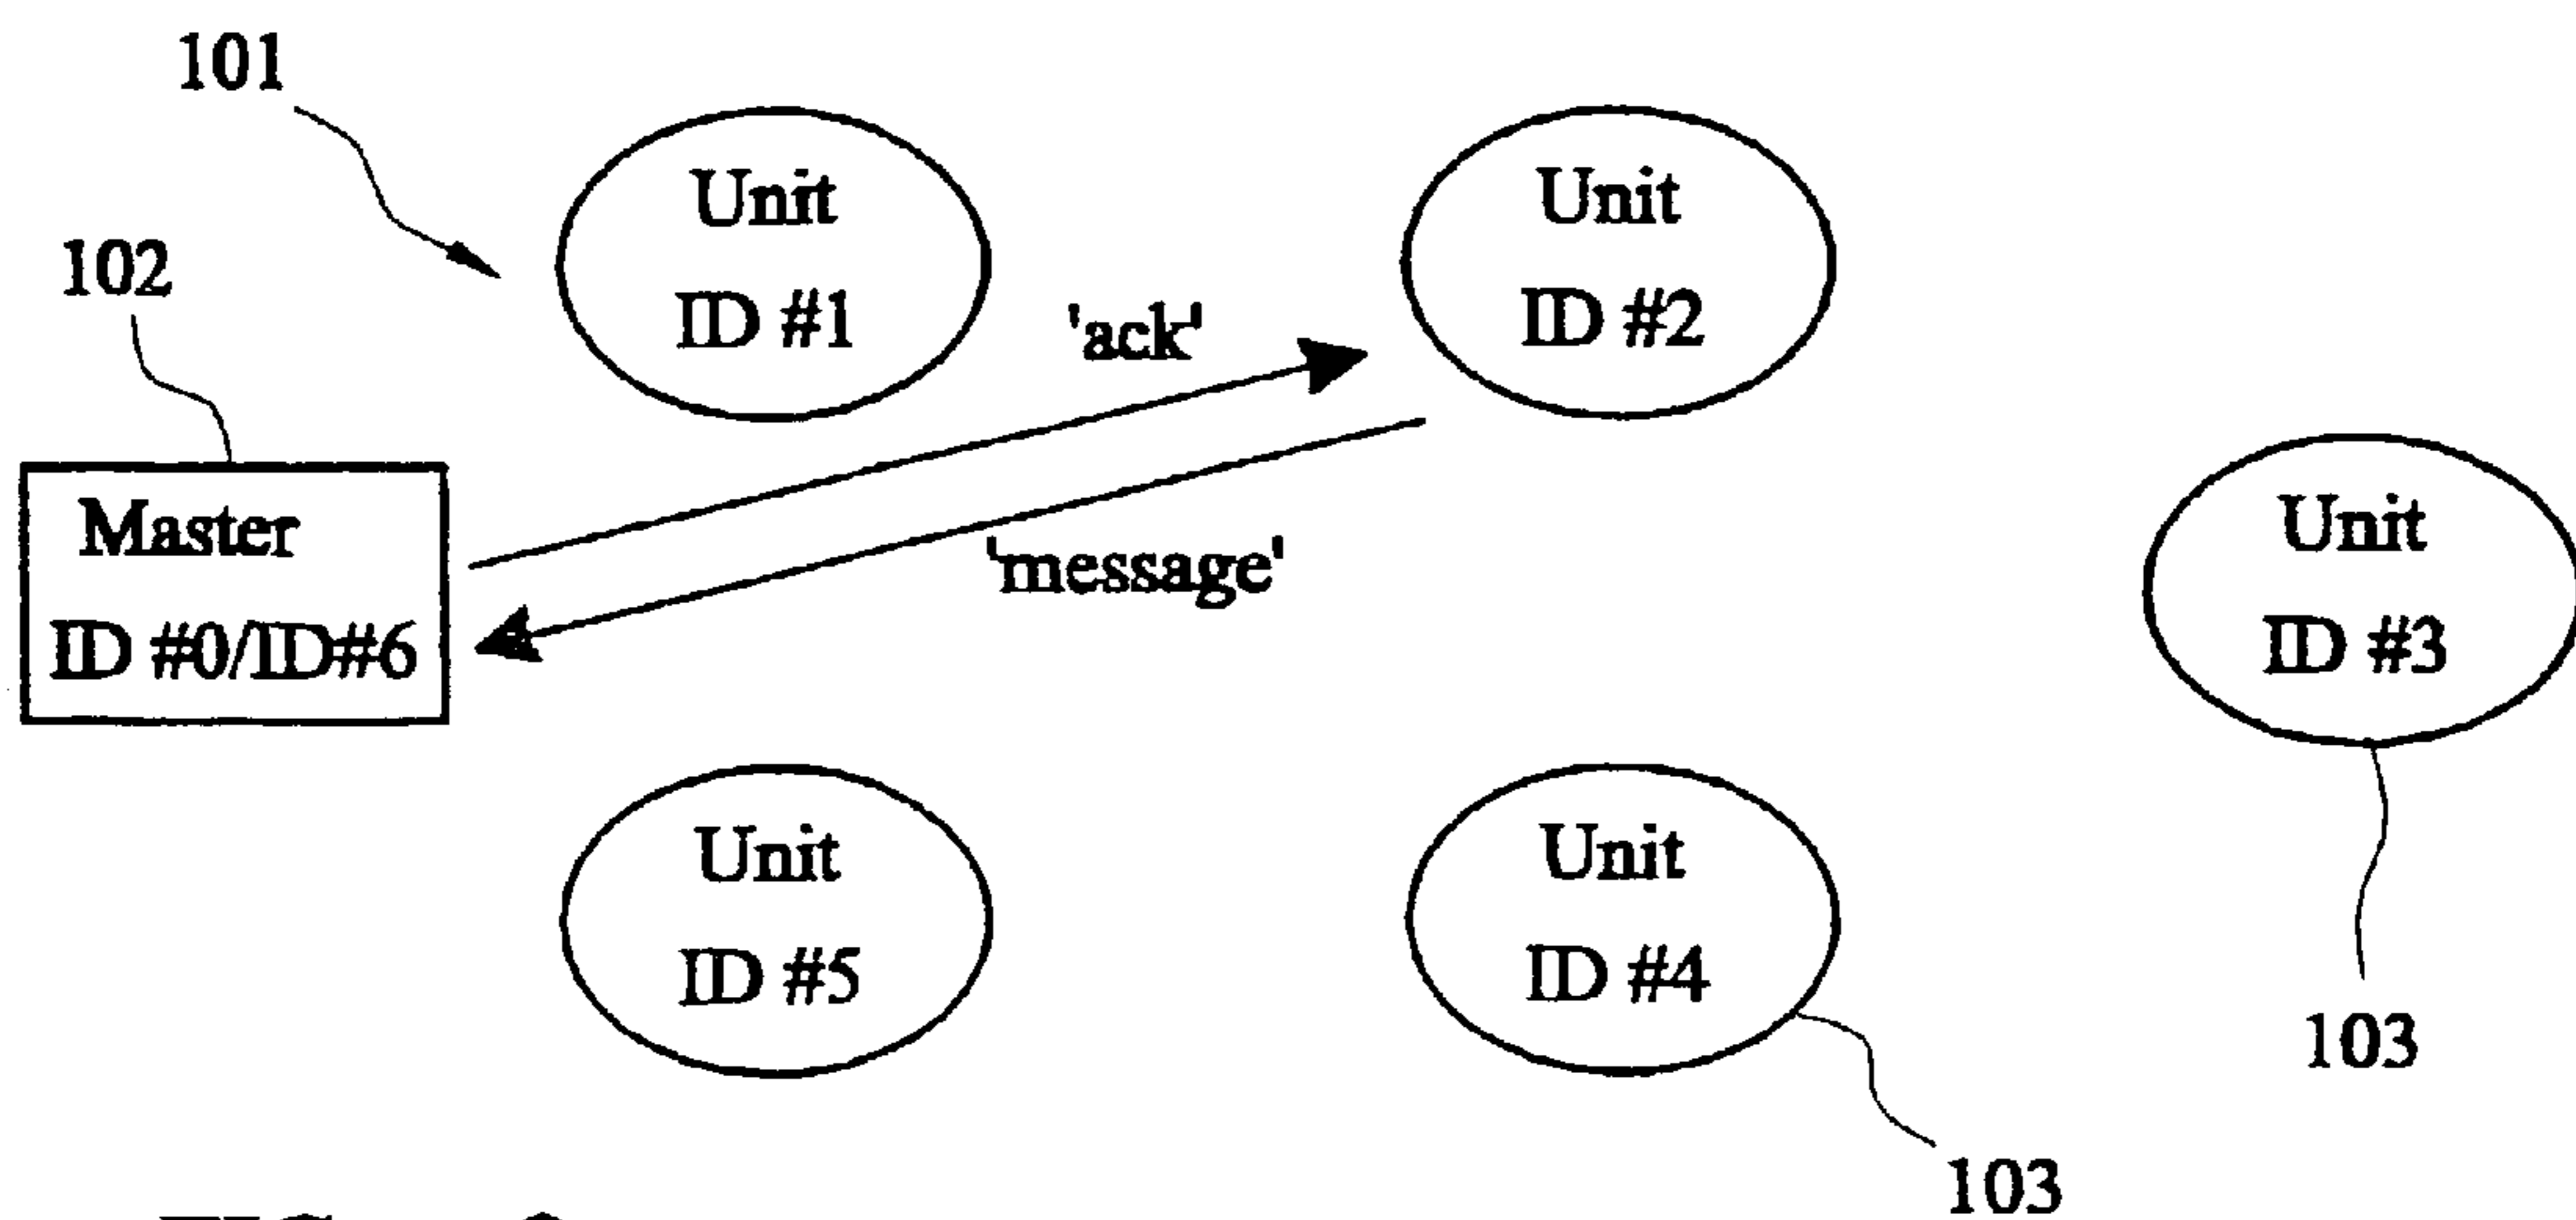 101
Unit
ID #1
Unit
ID #2
102
'ack'
Master
ID #0/ID#6
'message'
Unit
ID #3
Unit
ID #5
Unit
ID #4
103
103